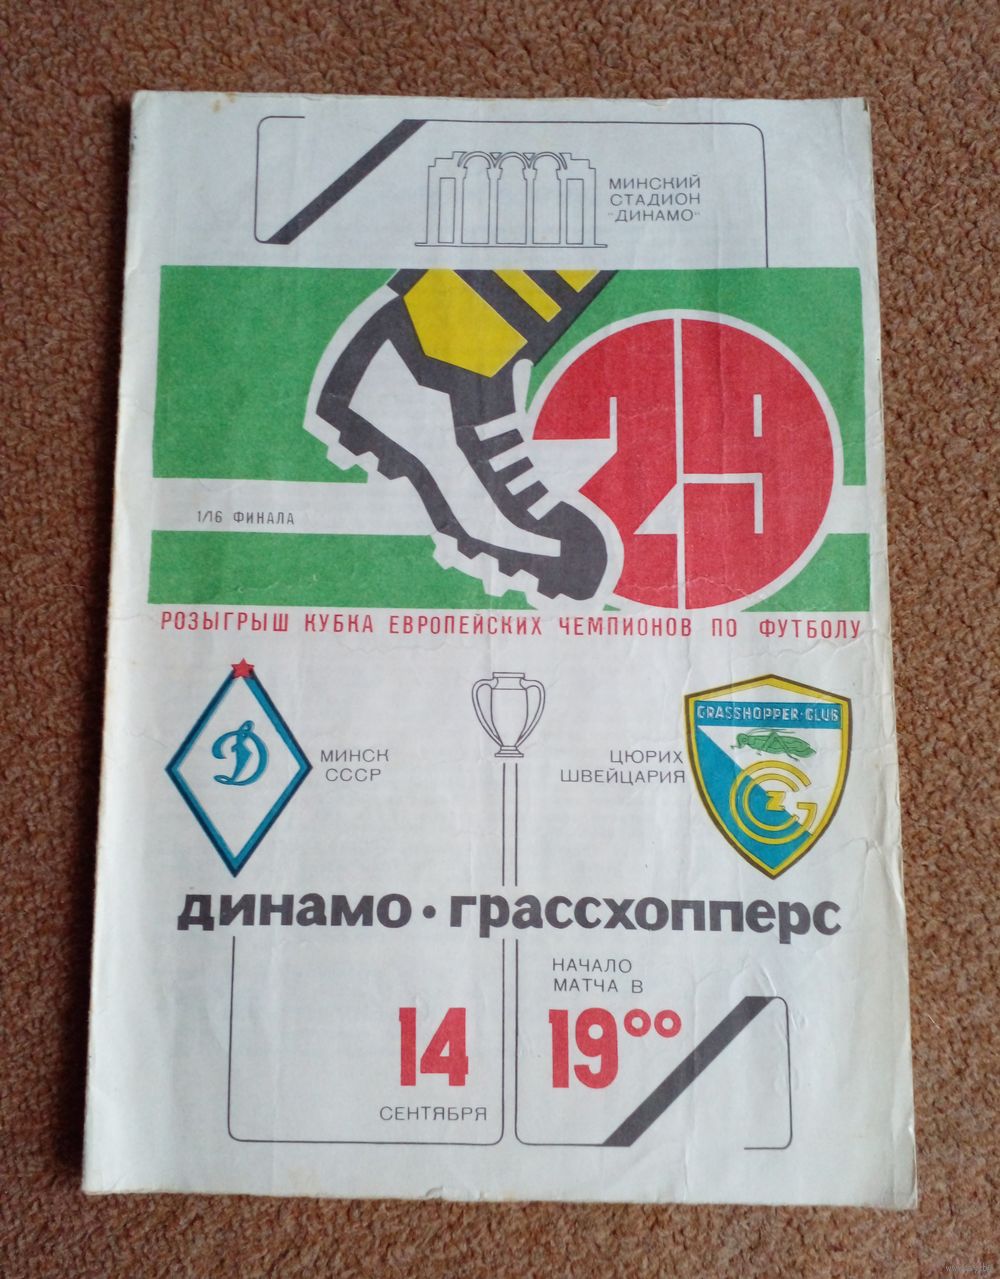 МИНСКИЙ
СТАДИОН
"ДИНАМО"
29
1/16 ФИНАЛА
РОЗЫГРЫШ КУБКА ЕВРОПЕЙСКИХ ЧЕМПИОНОВ ПО ФУТБОЛУ
Д
МИНСК
СССР
ЦЮРИХ
ШВЕЙЦАРИЯ
GRASSHOPPER-CLUB
GCZ
ДИНАМО • ГРАССХОППЕРС
14
СЕНТЯБРЯ
НАЧАЛО
МАТЧА В
19⁰⁰